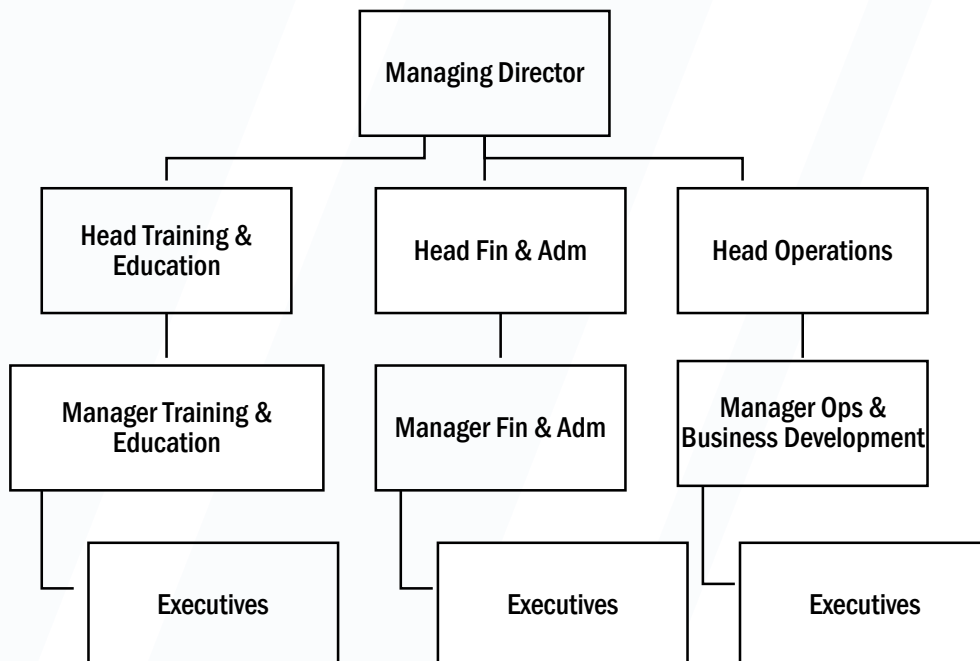 Managing Director
Head Training &
Education
Head Fin & Adm
Head Operations
Manager Training &
Education
Manager Fin & Adm
Manager Ops &
Business Development
Executives
Executives
Executives